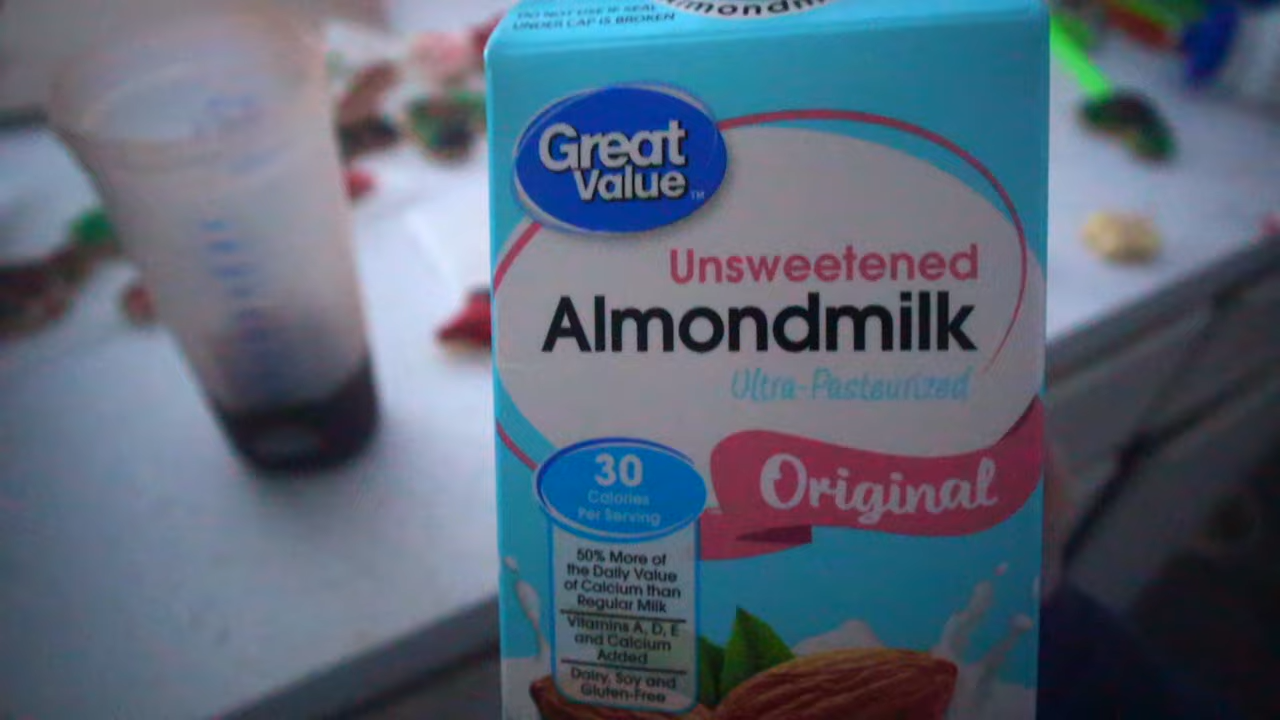 DO NOT USE IF SEAL
UNDER CAP IS BROKEN
Great
Value™
Unsweetened
Almondmilk
Ultra-Pasteurized
Original
30
Calories
Per Serving
50% More of
the Daily Value
of Calcium than
Regular Milk
Vitamins A, D, E
and Calcium
Added
Dairy, Soy and
Gluten-Free